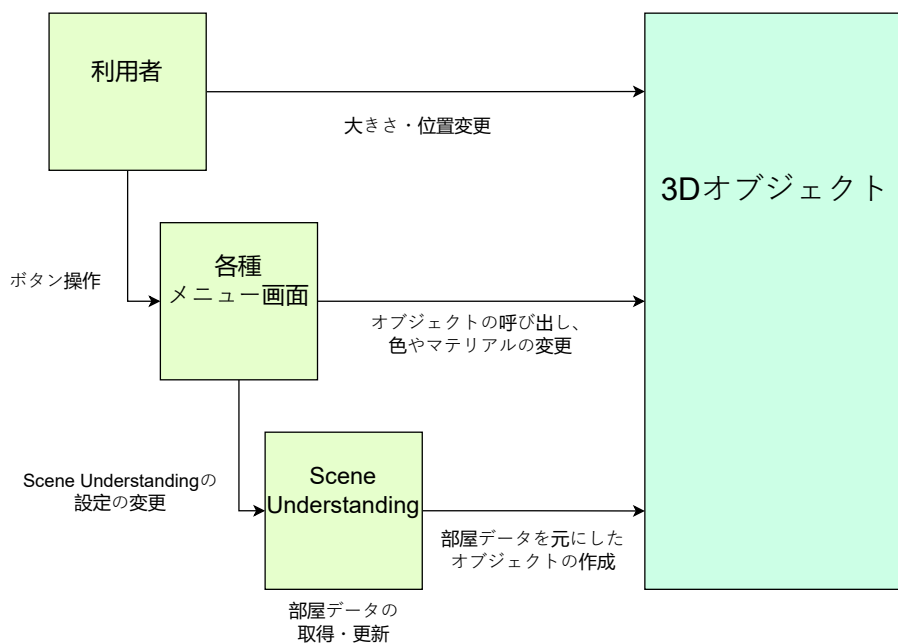 利用者
大きさ・位置変更
3Dオブジェクト
ボタン操作
各種
メニュー画面
オブジェクトの呼び出し、
色やマテリアルの変更
Scene Understandingの
設定の変更
Scene
Understanding
部屋データを元にした
オブジェクトの作成
部屋データの
取得・更新